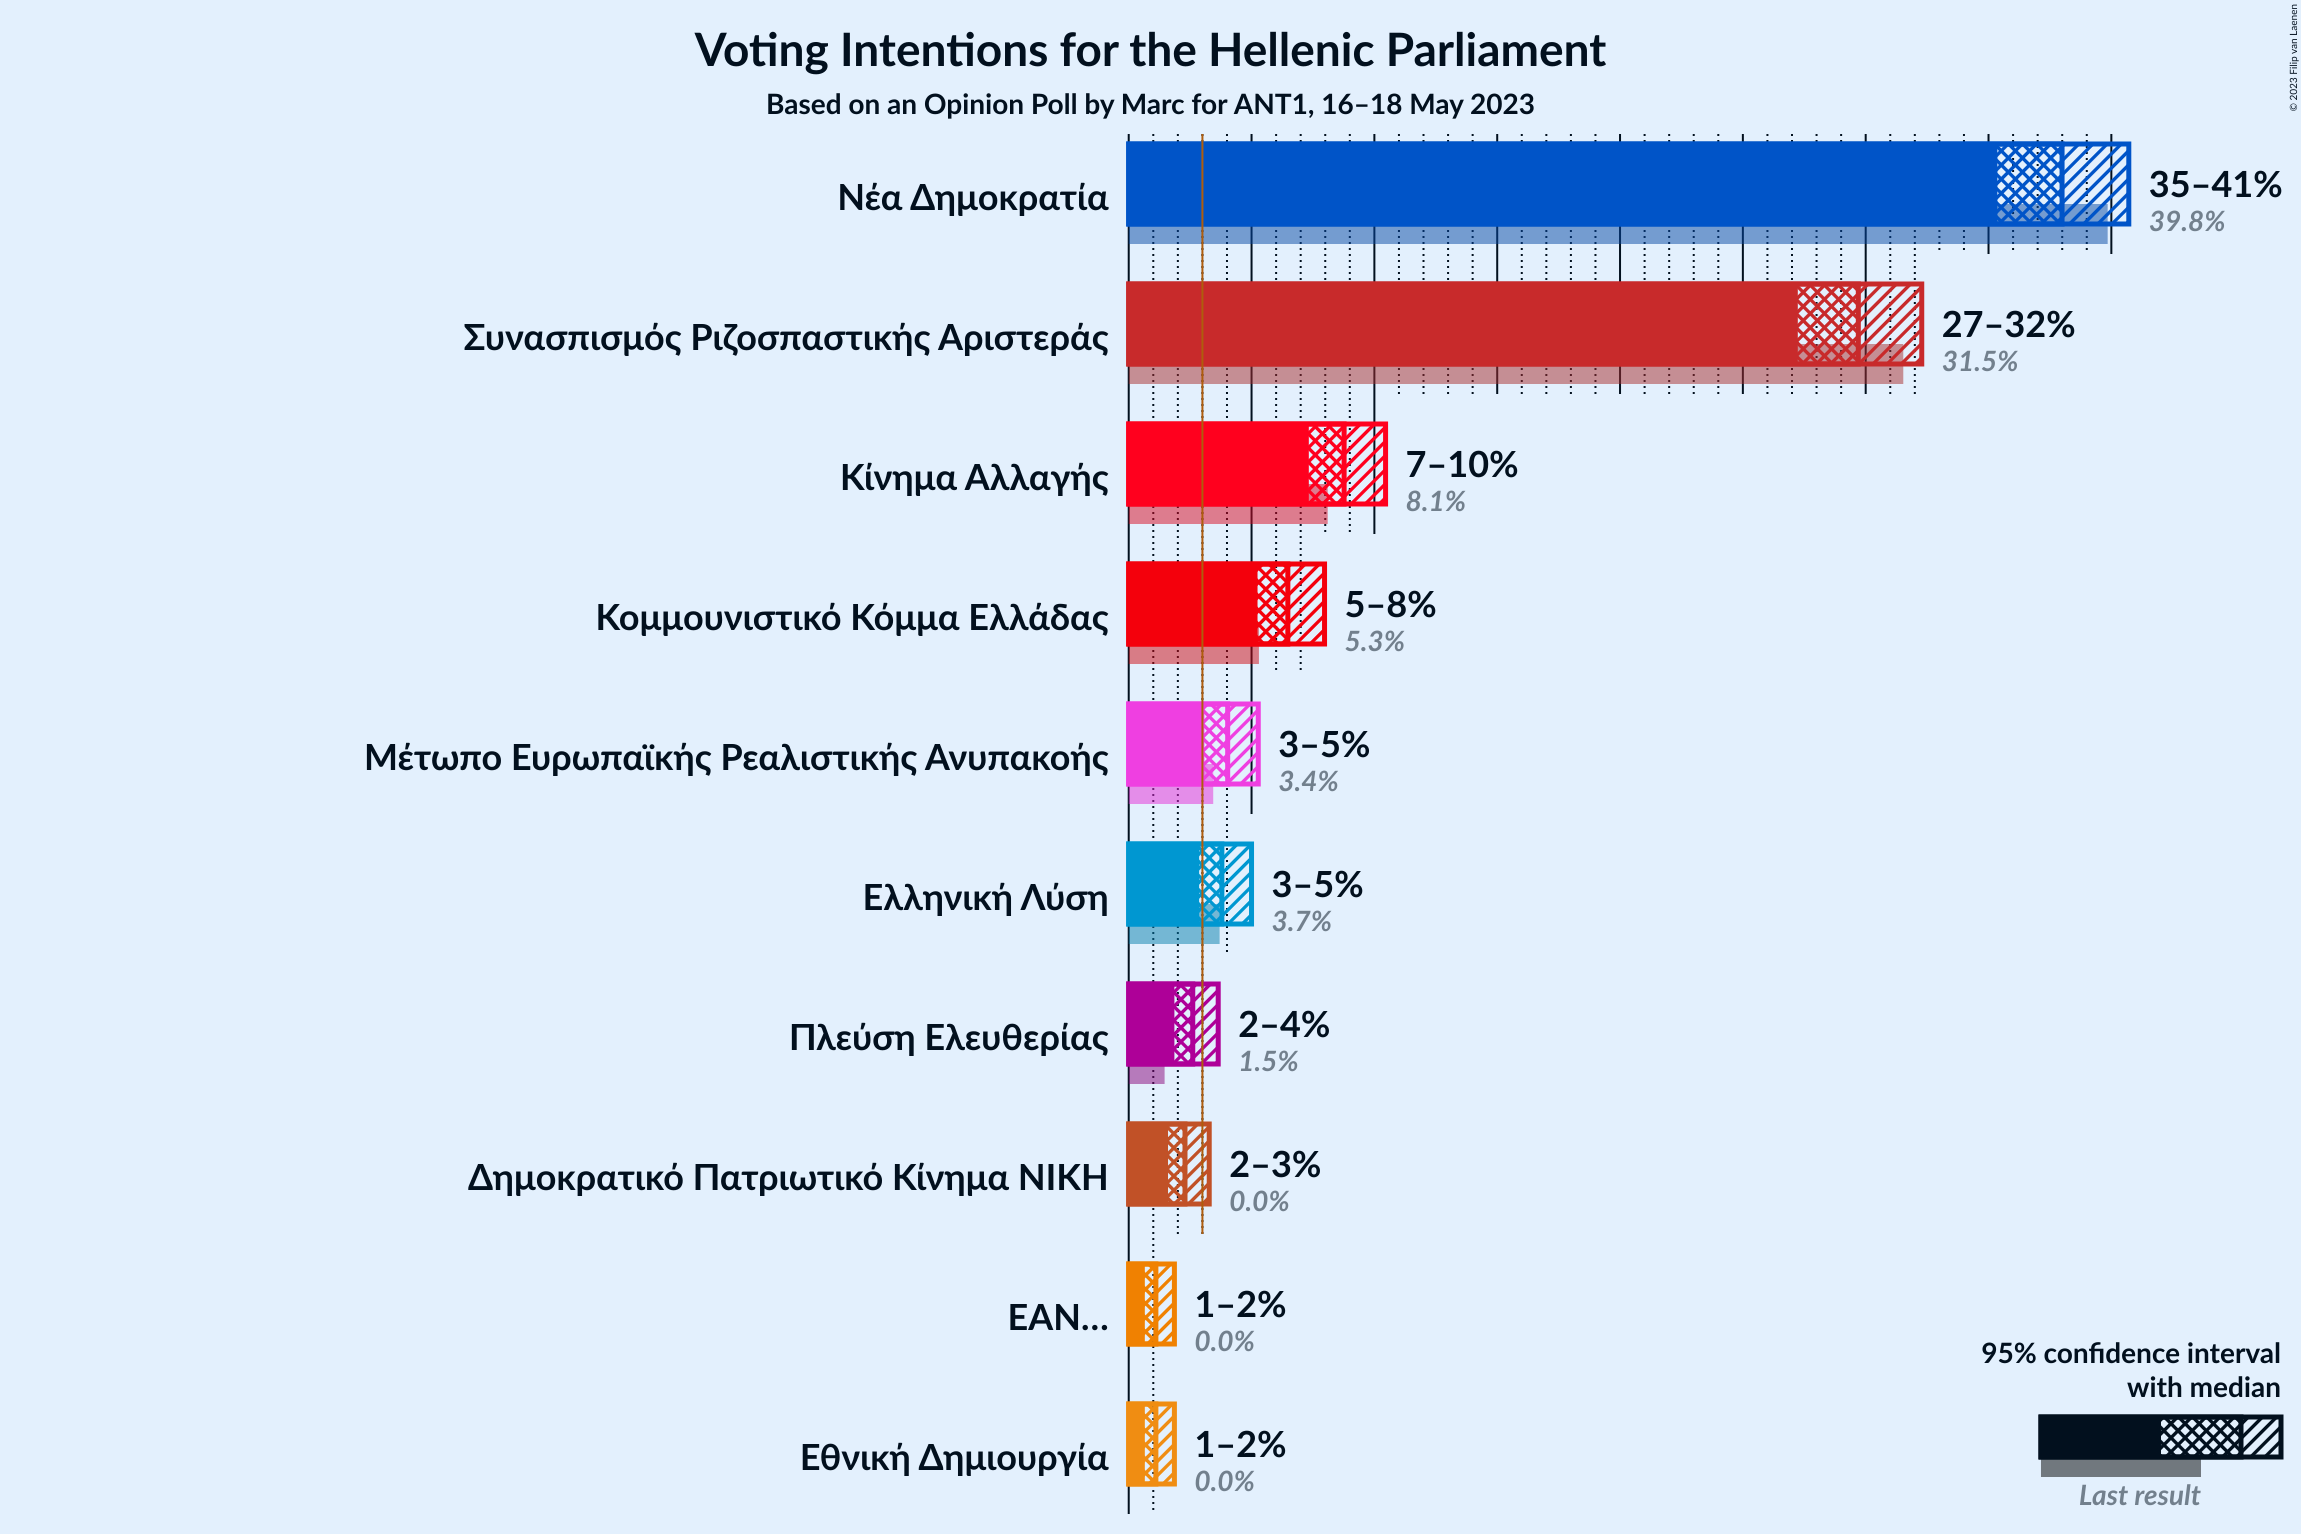 Voting Intentions for the Hellenic Parliament
Based on an Opinion Poll by Marc for ANT1, 16–18 May 2023
© 2023 Filip van Laenen
Νέα Δημοκρατία
35–41%
39.8%
Συνασπισμός Ριζοσπαστικής Αριστεράς
27–32%
31.5%
Κίνημα Αλλαγής
7–10%
8.1%
Κομμουνιστικό Κόμμα Ελλάδας
5–8%
5.3%
Μέτωπο Ευρωπαϊκής Ρεαλιστικής Ανυπακοής
3–5%
3.4%
Ελληνική Λύση
3–5%
3.7%
Πλεύση Ελευθερίας
2–4%
1.5%
Δημοκρατικό Πατριωτικό Κίνημα ΝΙΚΗ
2–3%
0.0%
ΕΑΝ...
1–2%
0.0%
Εθνική Δημιουργία
1–2%
0.0%
95% confidence interval
with median
Last result